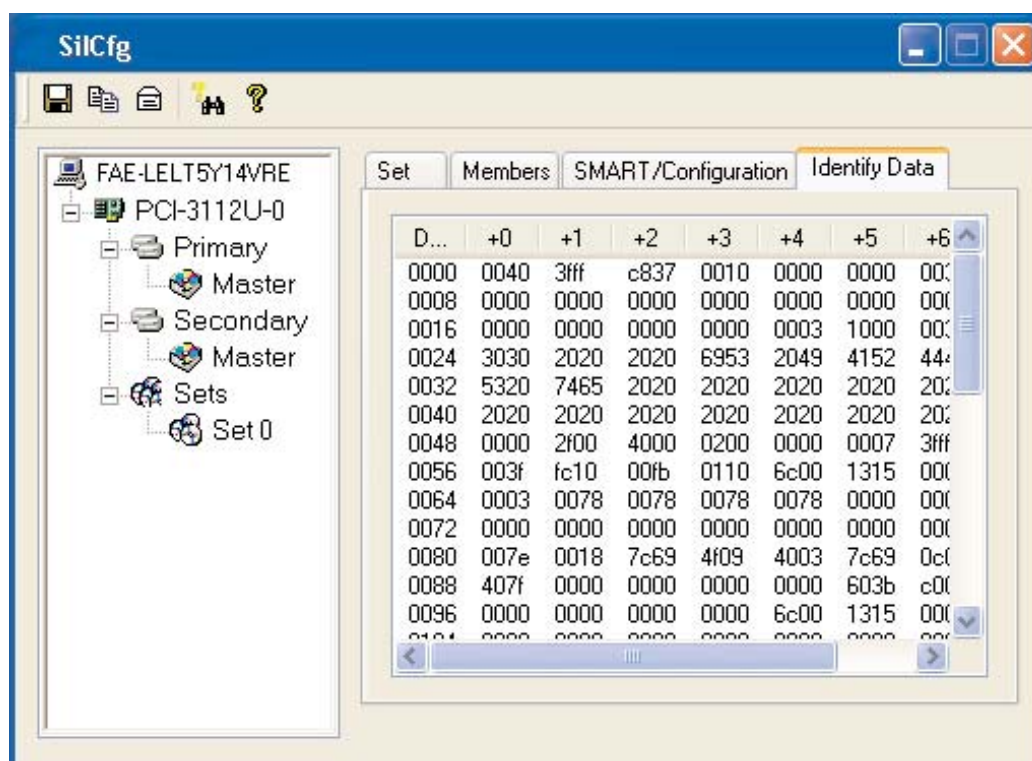 SilCfg
FAE-LELT5Y14VRE
PCI-3112U-0
Primary
Master
Secondary
Master
Sets
Set 0
Set Members SMART/Configuration Identify Data
D... +0 +1 +2 +3 +4 +5 +6
0000 0040 3fff c837 0010 0000 0000
0008 0000 0000 0000 0000 0000 0000
0016 0000 0000 0000 0000 0003 1000
0024 3030 2020 2020 6953 2049 4152
0032 5320 7465 2020 2020 2020 2020
0040 2020 2020 2020 2020 2020 2020
0048 0000 2f00 4000 0200 0000 0007 3fff
0056 003f fc10 00fb 0110 6c00 1315
0064 0003 0078 0078 0078 0078 0000
0072 0000 0000 0000 0000 0000 0000
0080 007e 0018 7c69 4f09 4003 7c69
0088 407f 0000 0000 0000 0000 603b
0096 0000 0000 0000 0000 6c00 1315